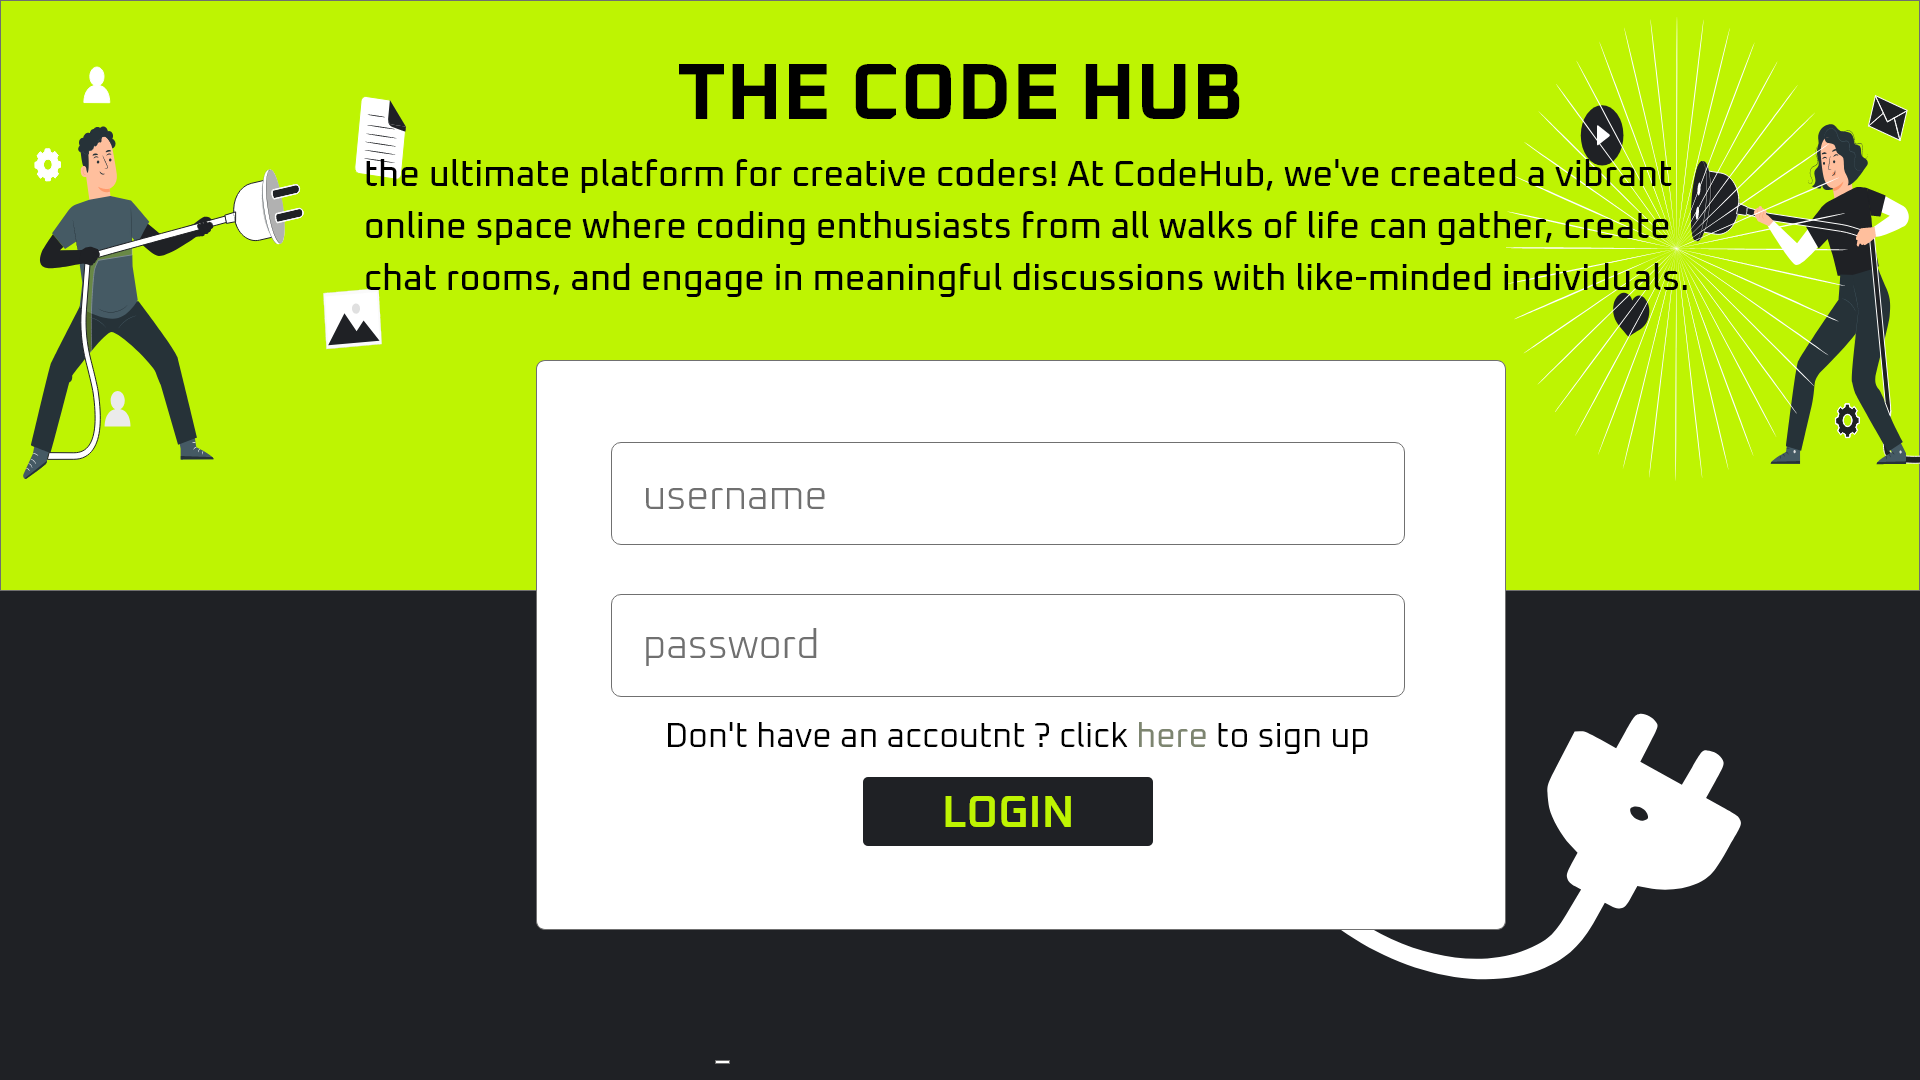 THE CODE HUB
the ultimate platform for creative coders! At CodeHub, we've created a vibrant
online space where coding enthusiasts from all walks of life can gather, create
chat rooms, and engage in meaningful discussions with like-minded individuals.
username
password
Don't have an accoutnt ? click here to sign up
LOGIN